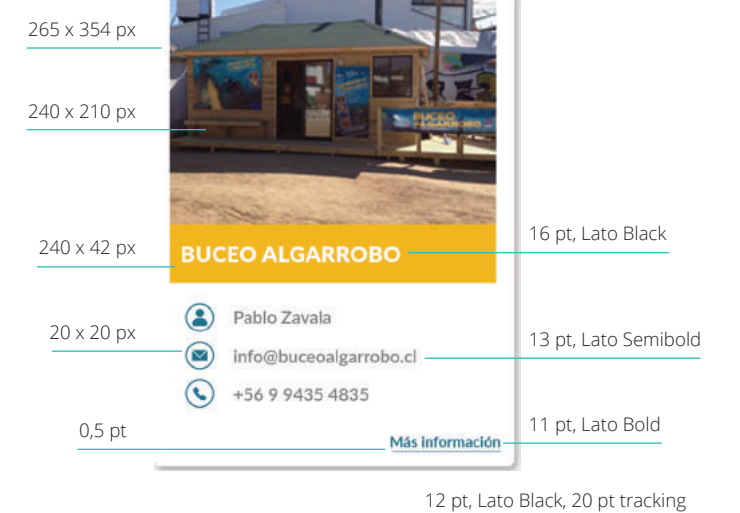 265 x 354 px
240 x 210 px
BUCEO
ALGARROBO
240 x 42 px
BUCEO ALGARROBO
16 pt, Lato Black
20 x 20 px
Pablo Zavala
info@buceoalgarrobo.cl
13 pt, Lato Semibold
+56 9 9435 4835
0,5 pt
Más información
11 pt, Lato Bold
12 pt, Lato Black, 20 pt tracking